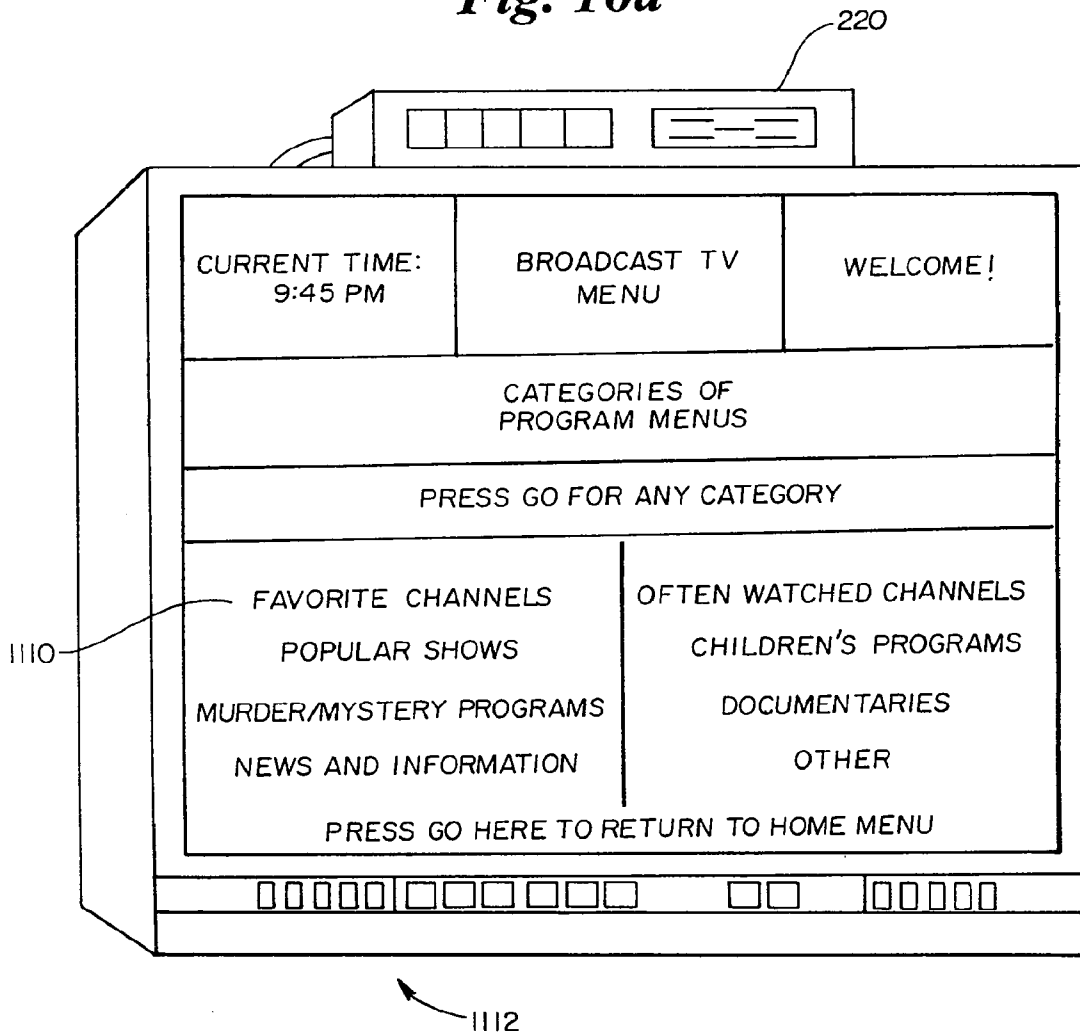 Fig. 10a
220
CURRENT TIME:
9:45 PM
BROADCAST TV
MENU
WELCOME!
CATEGORIES OF
PROGRAM MENUS
PRESS GO FOR ANY CATEGORY
1110
FAVORITE CHANNELS
POPULAR SHOWS
MURDER/MYSTERY PROGRAMS
NEWS AND INFORMATION
OFTEN WATCHED CHANNELS
CHILDREN'S PROGRAMS
DOCUMENTARIES
OTHER
PRESS GO HERE TO RETURN TO HOME MENU
1112